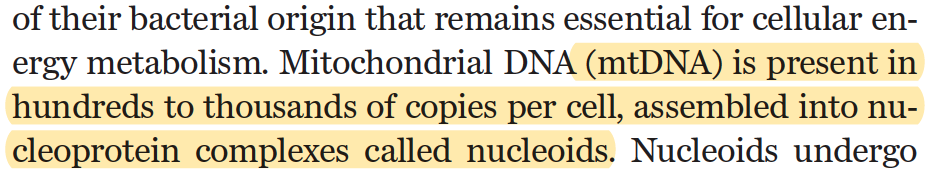 of their bacterial origin that remains essential for cellular en-
ergy metabolism. Mitochondrial DNA (mtDNA) is present in
hundreds to thousands of copies per cell, assembled into nu-
cleoprotein complexes called nucleoids. Nucleoids undergo